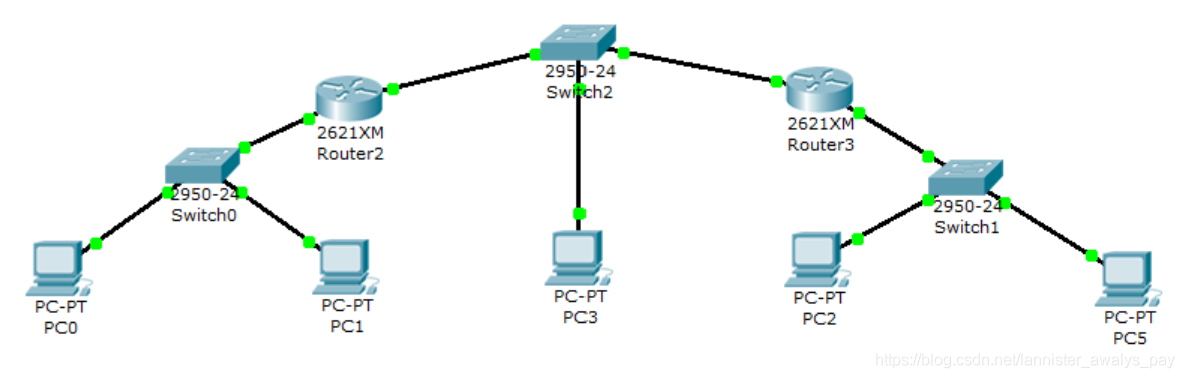 2950-24
Switch2
2621XM
Router2
2621XM
Router3
2950-24
Switch0
2950-24
Switch1
PC-PT
PC0
PC-PT
PC1
PC-PT
PC3
PC-PT
PC2
PC-PT
PC5
https://blog.csdn.net/lannister_awalys_pay